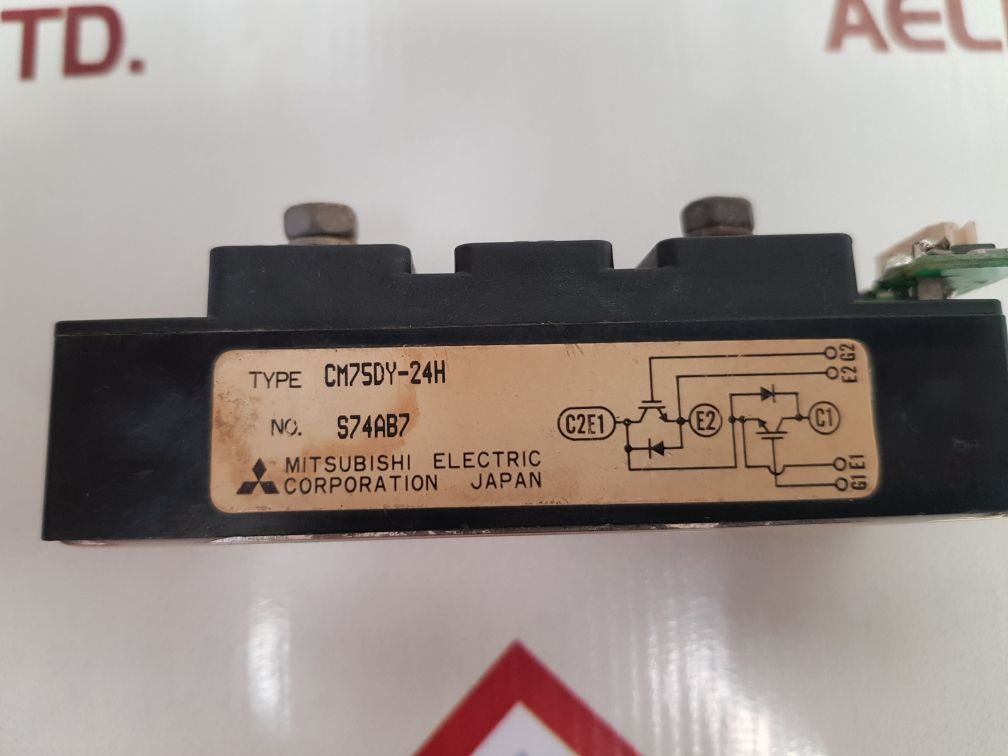 TD.
AEL
TYPE CM75DY-24H
NO. S74AB7
MITSUBISHI ELECTRIC
CORPORATION JAPAN
C2E1
E2
C1
G2
E2
E1
G1